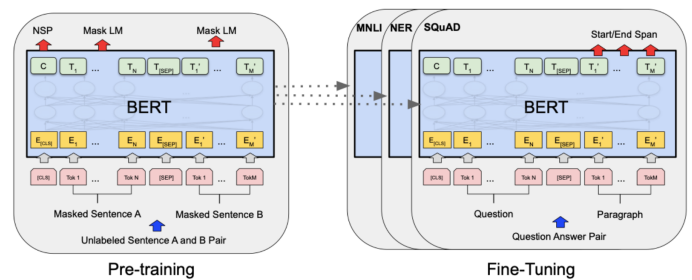 NSP Mask LM Mask LM
C T1 ... TN T[SEP] T1' ... TM'
BERT
E[CLS] E1 ... EN E[SEP] E1' ... EM'
[CLS] Tok 1 ... Tok N [SEP] Tok 1 ... TokM
Masked Sentence A Masked Sentence B
Unlabeled Sentence A and B Pair
Pre-training
MNLI NER SQuAD
Start/End Span
C T1 ... TN T[SEP] T1' ... TM'
BERT
E[CLS] E1 ... EN E[SEP] E1' ... EM'
[CLS] Tok 1 ... Tok N [SEP] Tok 1 ... TokM
Question Paragraph
Question Answer Pair
Fine-Tuning